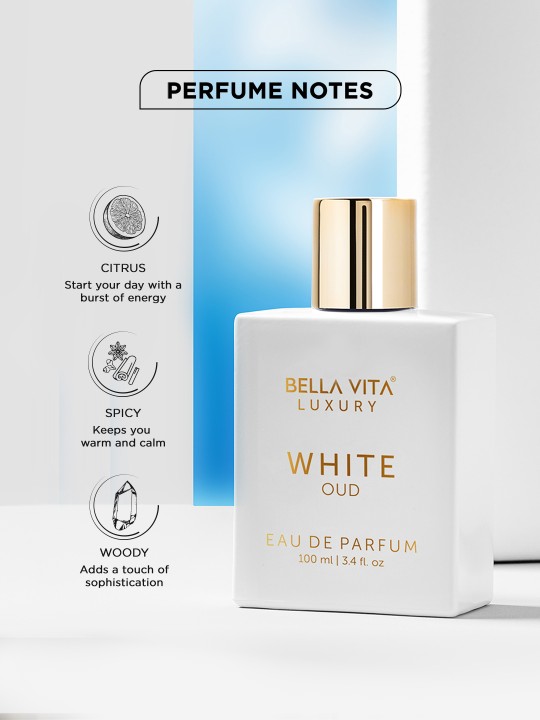 PERFUME NOTES
CITRUS
Start your day with a
burst of energy
SPICY
Keeps you
warm and calm
WOODY
Adds a touch of
sophistication
BELLA VITA®
LUXURY
WHITE
OUD
EAU DE PARFUM
100 ml | 3.4 fl. oz